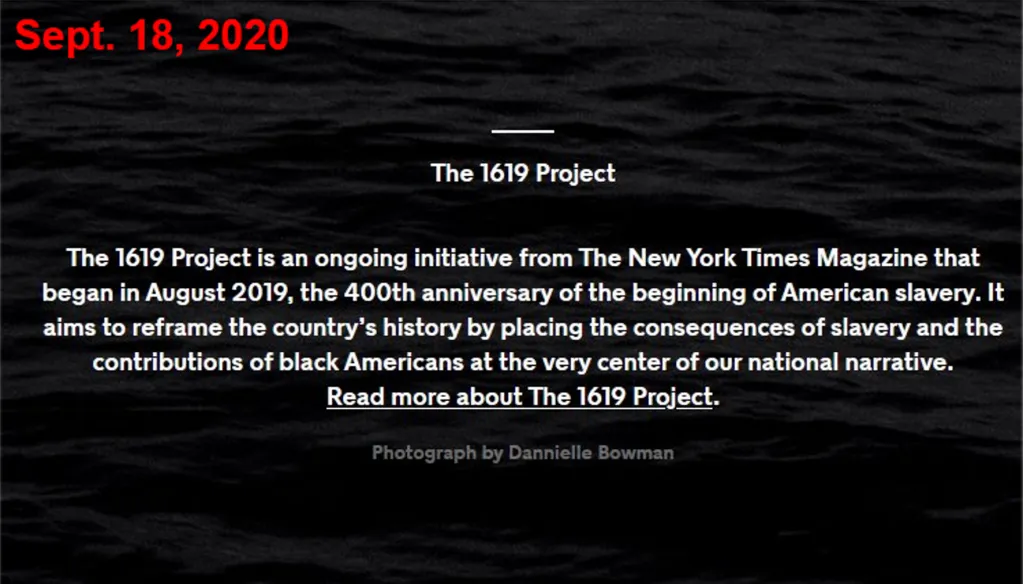 Sept. 18, 2020
The 1619 Project
The 1619 Project is an ongoing initiative from The New York Times Magazine that
began in August 2019, the 400th anniversary of the beginning of American slavery. It
aims to reframe the country's history by placing the consequences of slavery and the
contributions of black Americans at the very center of our national narrative.
Read more about The 1619 Project.
Photograph by Dannielle Bowman